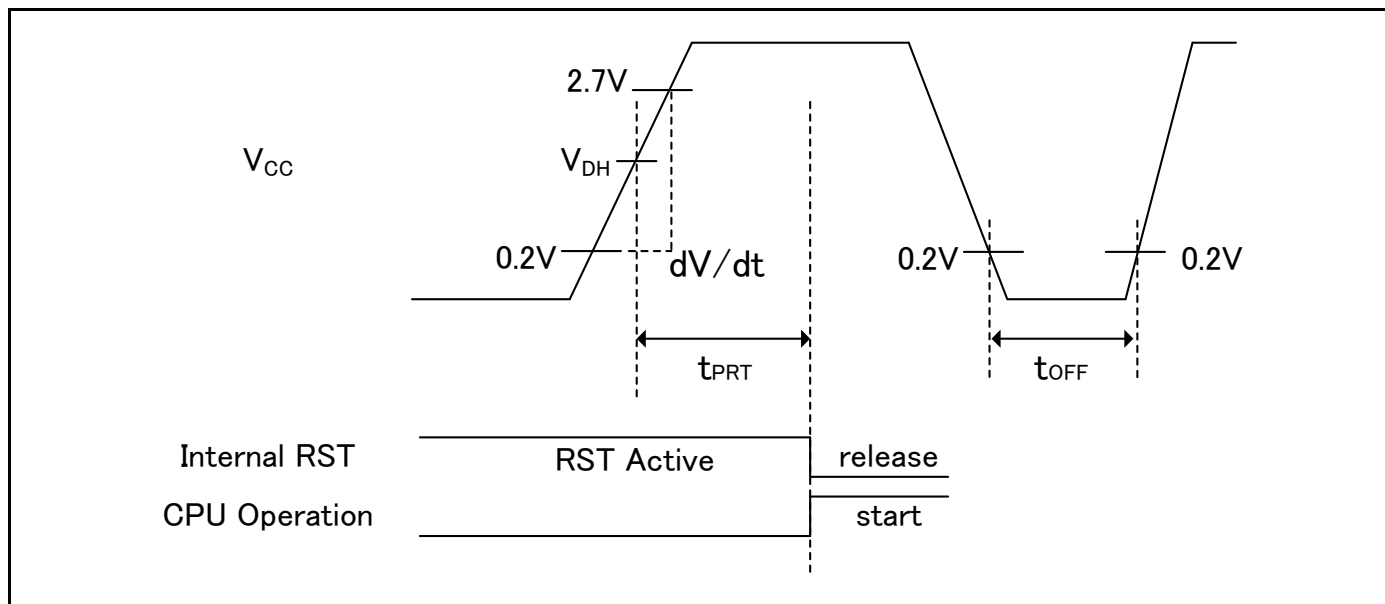 2.7V
VCC
VDH
0.2V
dV/dt
0.2V
0.2V
tPRT
tOFF
Internal RST
RST Active
release
CPU Operation
start